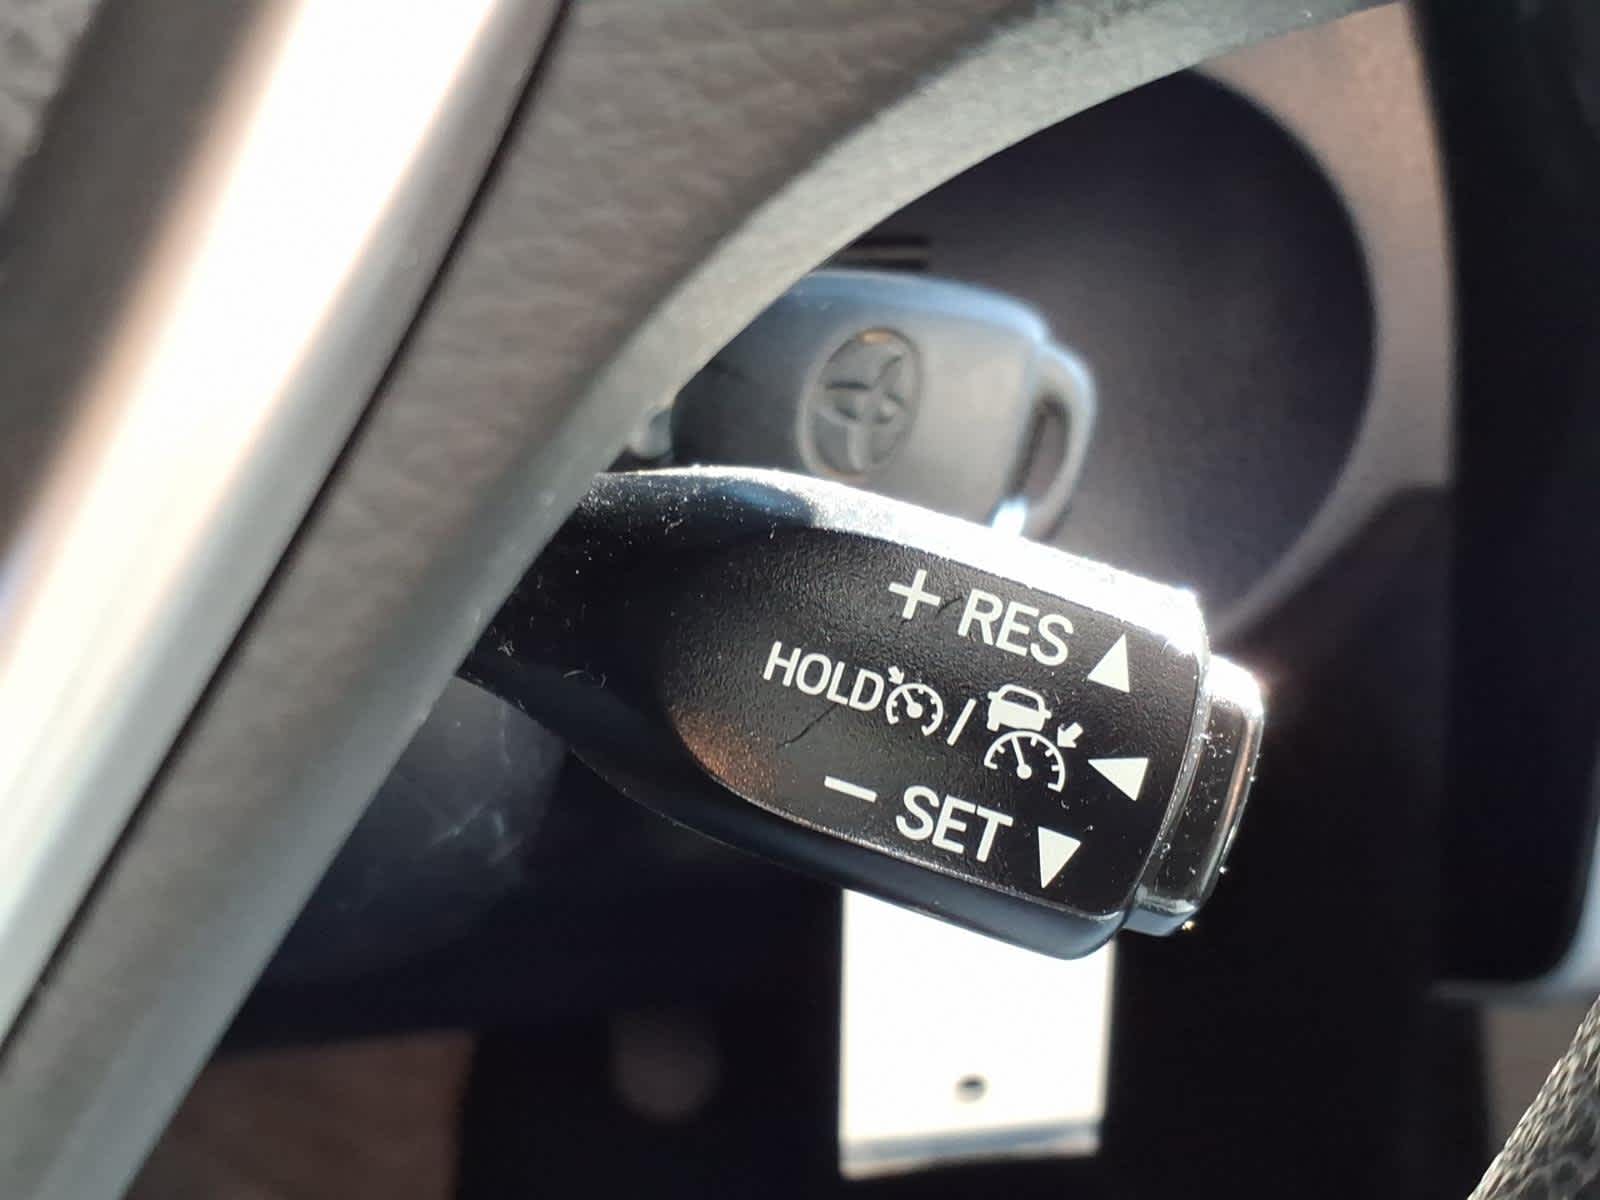 + RES ▲
HOLD /  ◀
− SET ▼